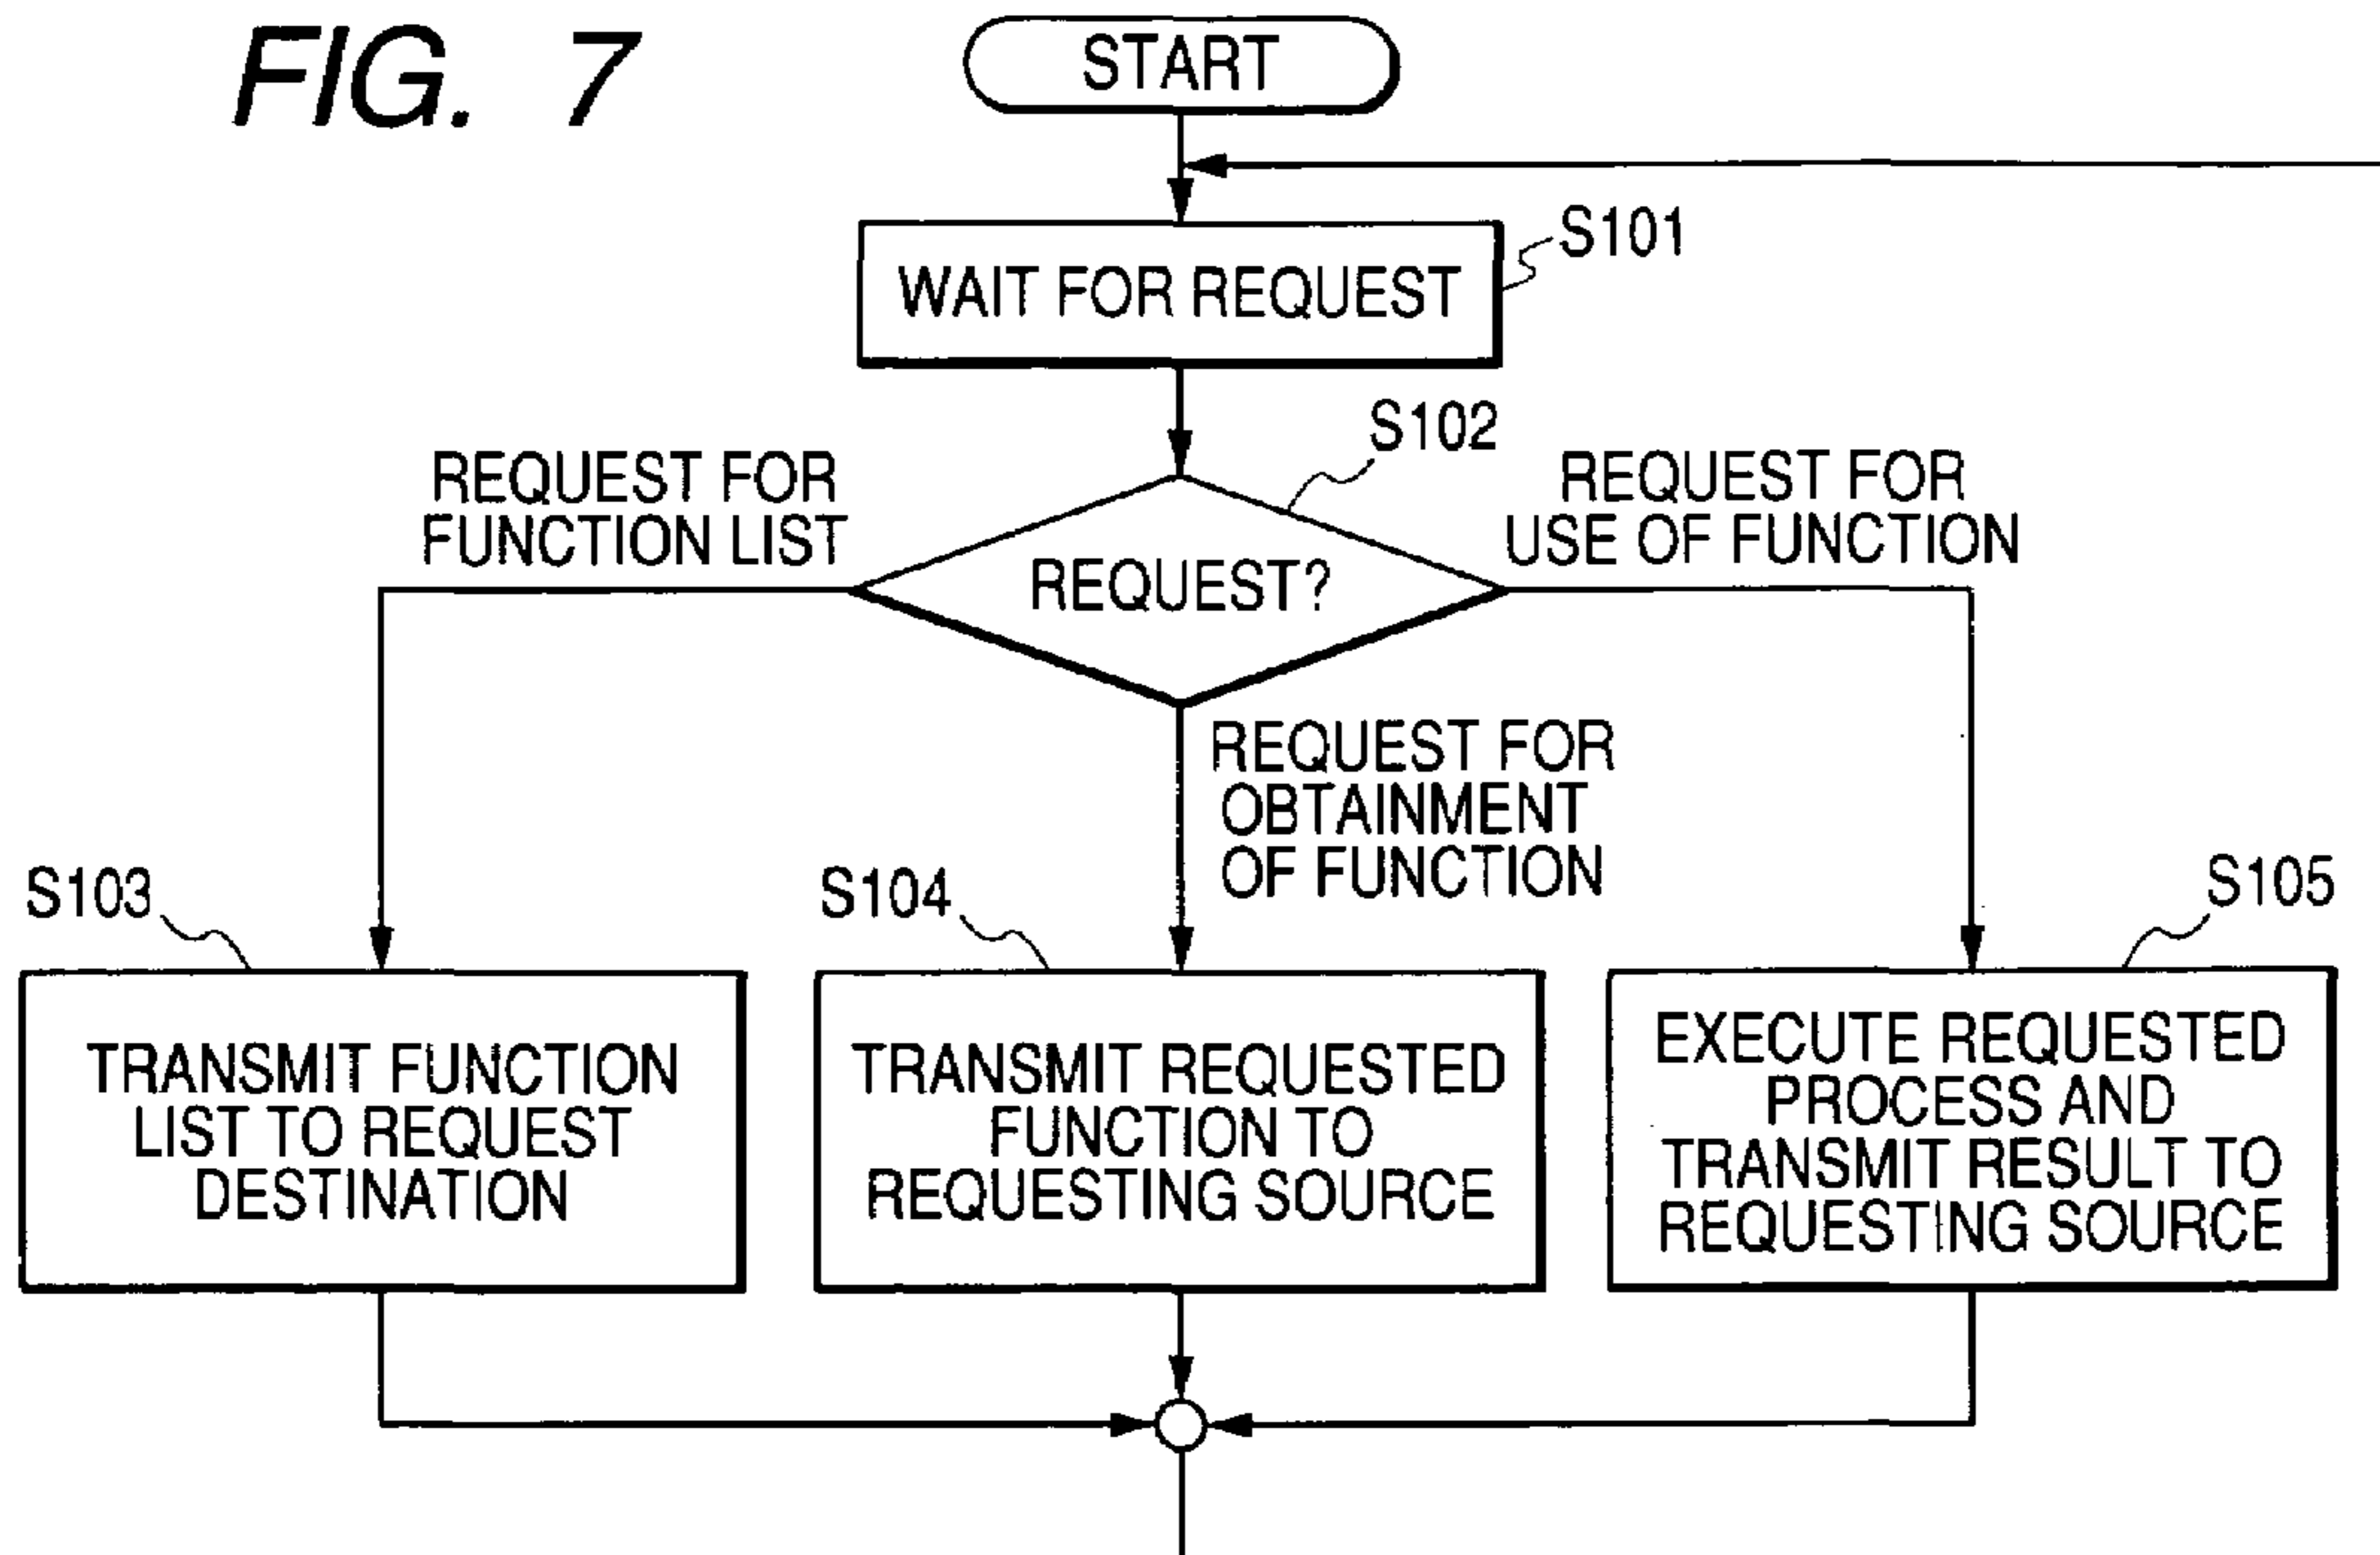 FIG. 7
START
WAIT FOR REQUEST
S101
S102
REQUEST FOR
FUNCTION LIST
REQUEST?
REQUEST FOR
USE OF FUNCTION
REQUEST FOR
OBTAINMENT
OF FUNCTION
S103
TRANSMIT FUNCTION
LIST TO REQUEST
DESTINATION
S104
TRANSMIT REQUESTED
FUNCTION TO
REQUESTING SOURCE
S105
EXECUTE REQUESTED
PROCESS AND
TRANSMIT RESULT TO
REQUESTING SOURCE